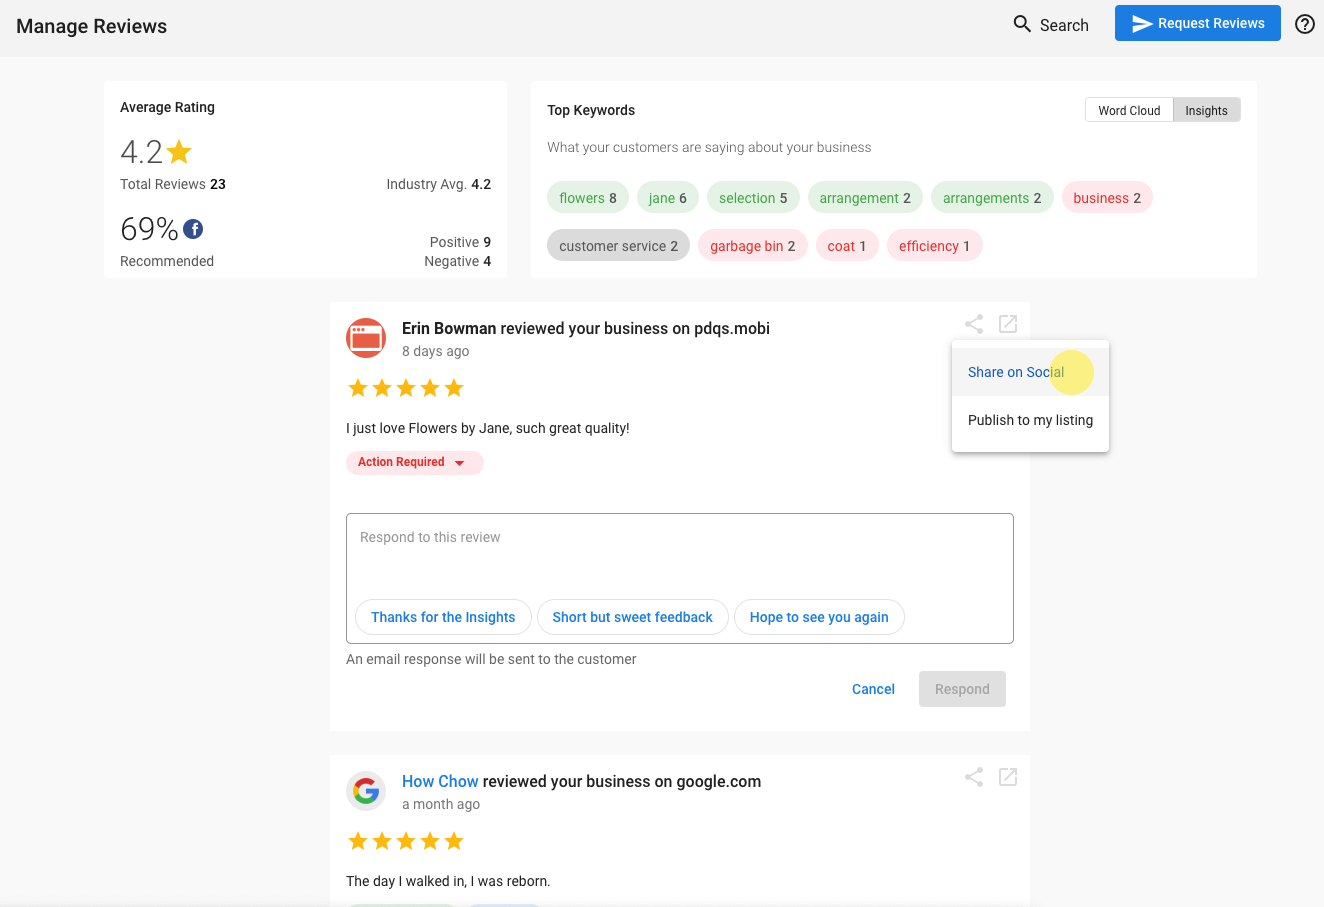 Manage Reviews
Search
Request Reviews
Average Rating
4.2
Total Reviews 23
Industry Avg. 4.2
69%
Recommended
Positive 9
Negative 4
Top Keywords
Word Cloud
Insights
What your customers are saying about your business
flowers 8
jane 6
selection 5
arrangement 2
arrangements 2
business 2
customer service 2
garbage bin 2
coat 1
efficiency 1
Erin Bowman reviewed your business on pdqs.mobi
8 days ago
Share on Social
Publish to my listing
I just love Flowers by Jane, such great quality!
Action Required
Respond to this review
Thanks for the Insights
Short but sweet feedback
Hope to see you again
An email response will be sent to the customer
Cancel
Respond
How Chow reviewed your business on google.com
a month ago
The day I walked in, I was reborn.